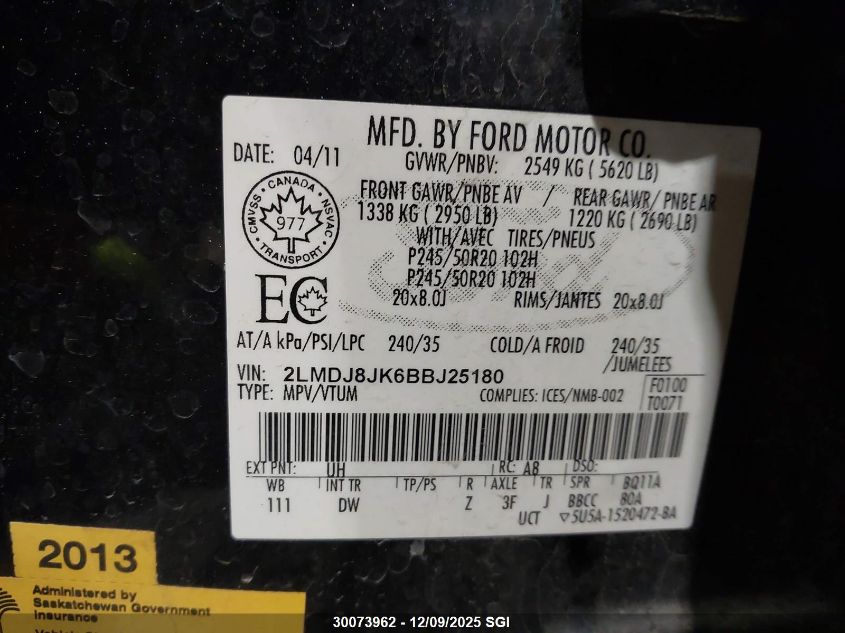 MFD. BY FORD MOTOR CO.
DATE: 04/11
GVWR/PNBV: 2549 KG ( 5620 LB)
FRONT GAWR/PNBE AV / REAR GAWR/ PNBE AR
1338 KG ( 2950 LB) 1220 KG ( 2690 LB)
WITH/AVEC TIRES/PNEUS
P245/50R20 102H
P245/50R20 102H
20x8.0J RIMS/JANTES 20x8.0J
CMVSS · CANADA · NSVAC
977
TRANSPORT
EC
AT/A kPa/PSI/LPC 240/35 COLD/A FROID 240/35
/JUMELEES
VIN: 2LMDJ8JK6BBJ25180
TYPE: MPV/VTUM COMPLIES: ICES/NMB-002
F0100
T0071
EXT PNT: UH RC: A8 DSO:
WB INT TR TP/PS R AXLE TR SPR BQ11A
111 DW Z 3F J BBCC 80A
UCT ▽5U5A-1520472-BA
2013
Administered by
Saskatchewan Government
Insurance
30073962 - 12/09/2025 SGI